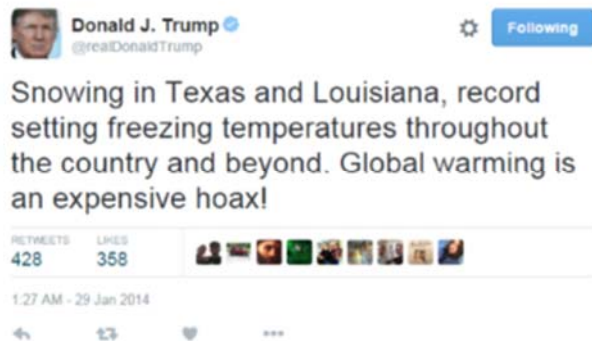 Donald J. Trump
@realDonaldTrump
Following
Snowing in Texas and Louisiana, record
setting freezing temperatures throughout
the country and beyond. Global warming is
an expensive hoax!
RETWEETS LIKES
428 358
1:27 AM - 29 Jan 2014